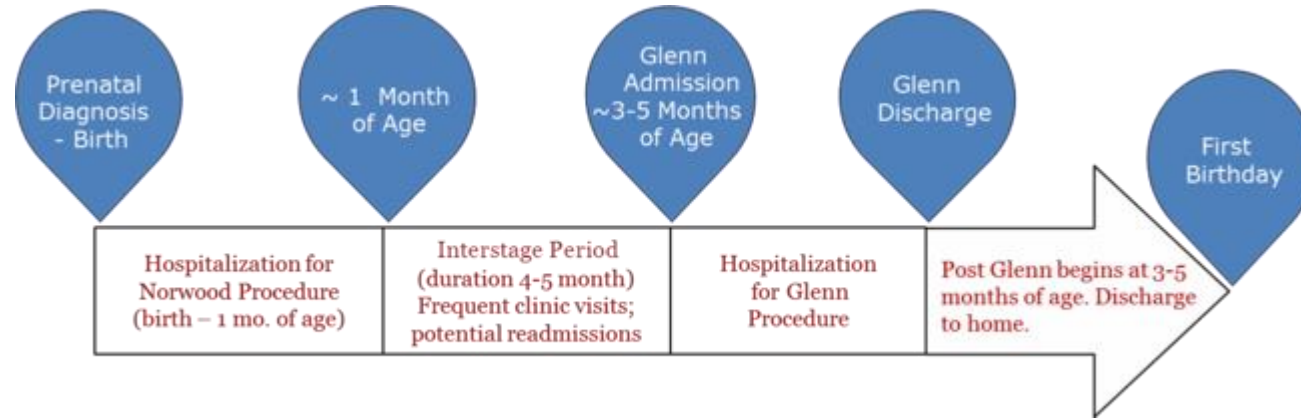 Prenatal
Diagnosis
- Birth
~ 1 Month
of Age
Glenn
Admission
~3-5 Months
of Age
Glenn
Discharge
First
Birthday
Hospitalization for
Norwood Procedure
(birth – 1 mo. of age)
Interstage Period
(duration 4-5 month)
Frequent clinic visits;
potential readmissions
Hospitalization
for Glenn
Procedure
Post Glenn begins at 3-5
months of age. Discharge
to home.